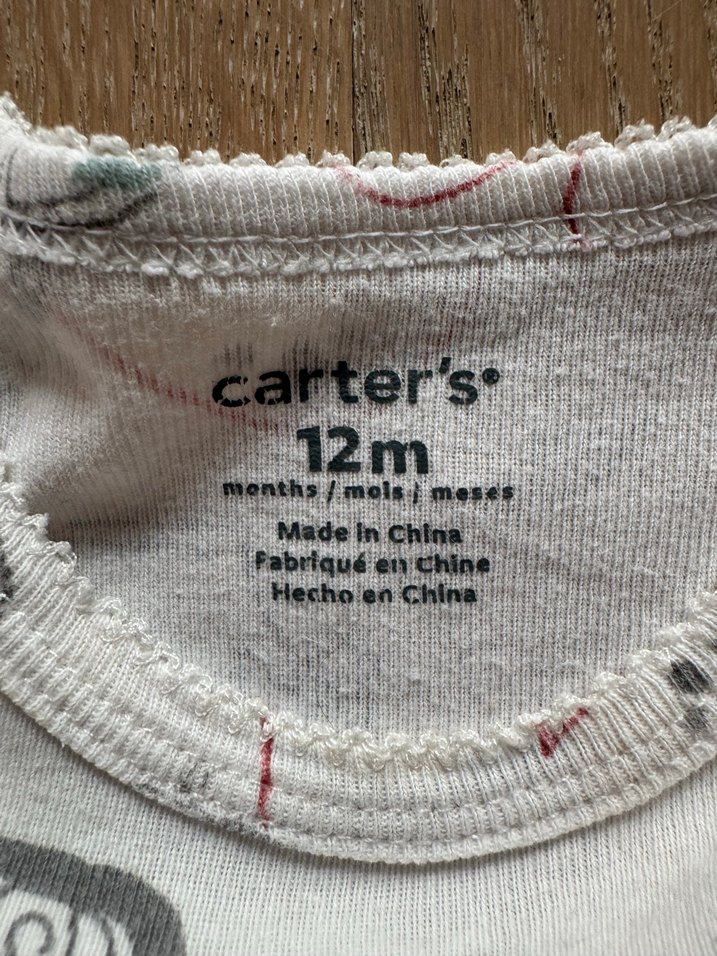 carter's®
12m
months / mois / meses
Made in China
Fabriqué en Chine
Hecho en China